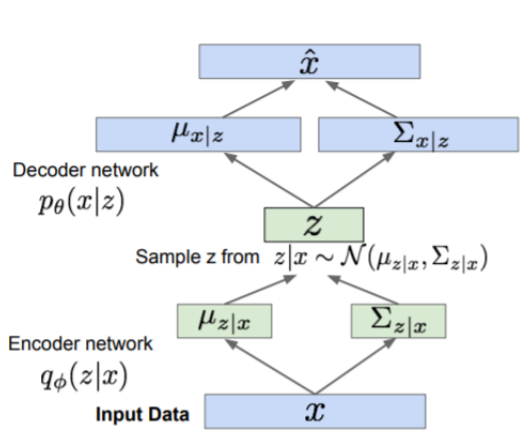 x̂
μ_{x|z} Σ_{x|z}
Decoder network
p_θ(x|z)
z
Sample z from z|x ∼ 𝒩(μ_{z|x}, Σ_{z|x})
μ_{z|x} Σ_{z|x}
Encoder network
q_ϕ(z|x)
Input Data x